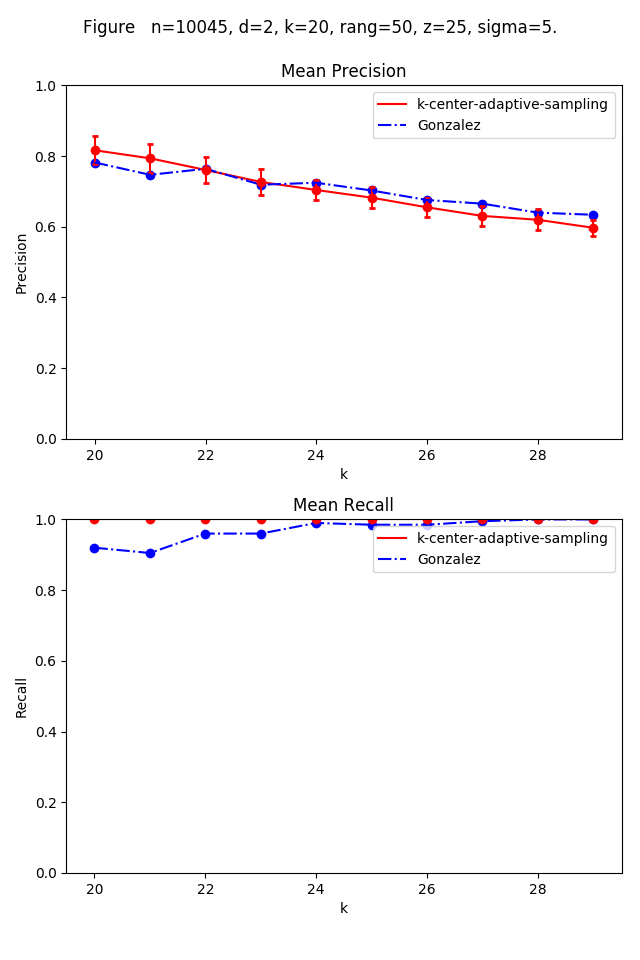 Figure   n=10045, d=2, k=20, rang=50, z=25, sigma=5.
Mean Precision
1.0
k-center-adaptive-sampling
Gonzalez
0.8
0.6
Precision
0.4
0.2
0.0
20 22 24 26 28
k
Mean Recall
1.0
k-center-adaptive-sampling
Gonzalez
0.8
0.6
Recall
0.4
0.2
0.0
20 22 24 26 28
k